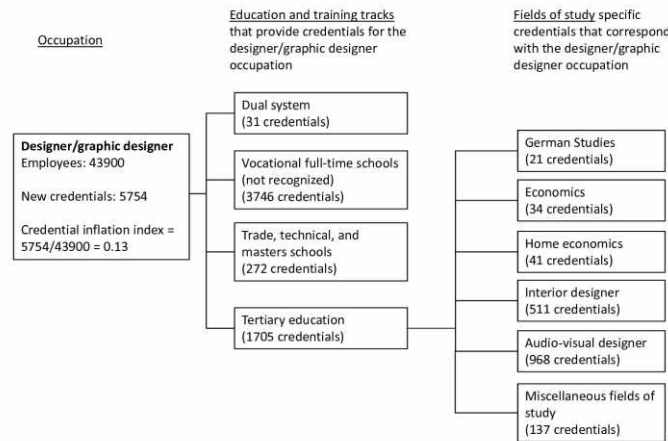 Occupation
Education and training tracks
that provide credentials for the
designer/graphic designer
occupation
Fields of study specific
credentials that correspond
with the designer/graphic
designer occupation
Designer/graphic designer
Employees: 43900
New credentials: 5754
Credential inflation index =
5754/43900 = 0.13
Dual system
(31 credentials)
Vocational full-time schools
(not recognized)
(3746 credentials)
Trade, technical, and
masters schools
(272 credentials)
Tertiary education
(1705 credentials)
German Studies
(21 credentials)
Economics
(34 credentials)
Home economics
(41 credentials)
Interior designer
(511 credentials)
Audio-visual designer
(968 credentials)
Miscellaneous fields of
study
(137 credentials)